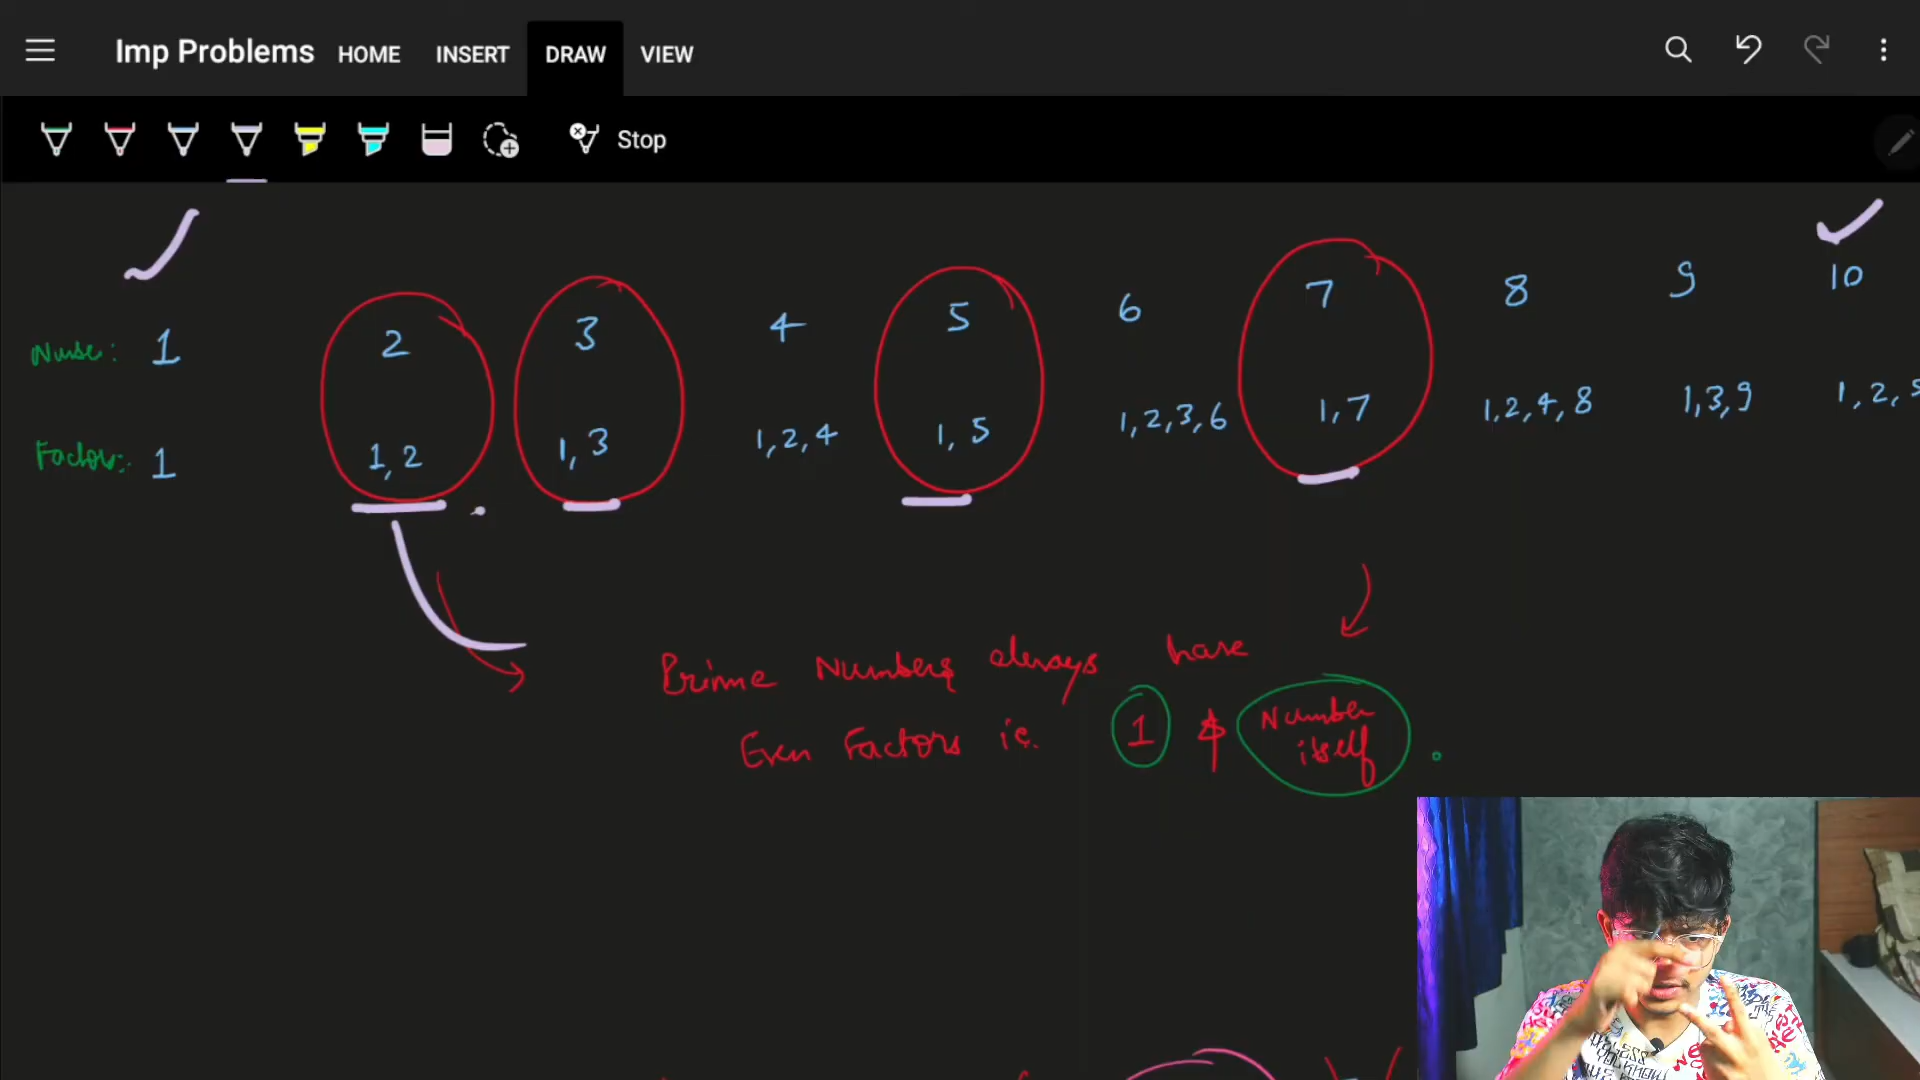 Imp Problems HOME INSERT DRAW VIEW
Stop
1 2 3 4 5 6 7 8 9 10
1 1,2 1,3 1,2,4 1,5 1,2,3,6 1,7 1,2,4,8 1,3,9 1,2,5
Prime Numbers always have
Even Factors ie. 1 & Number
itself